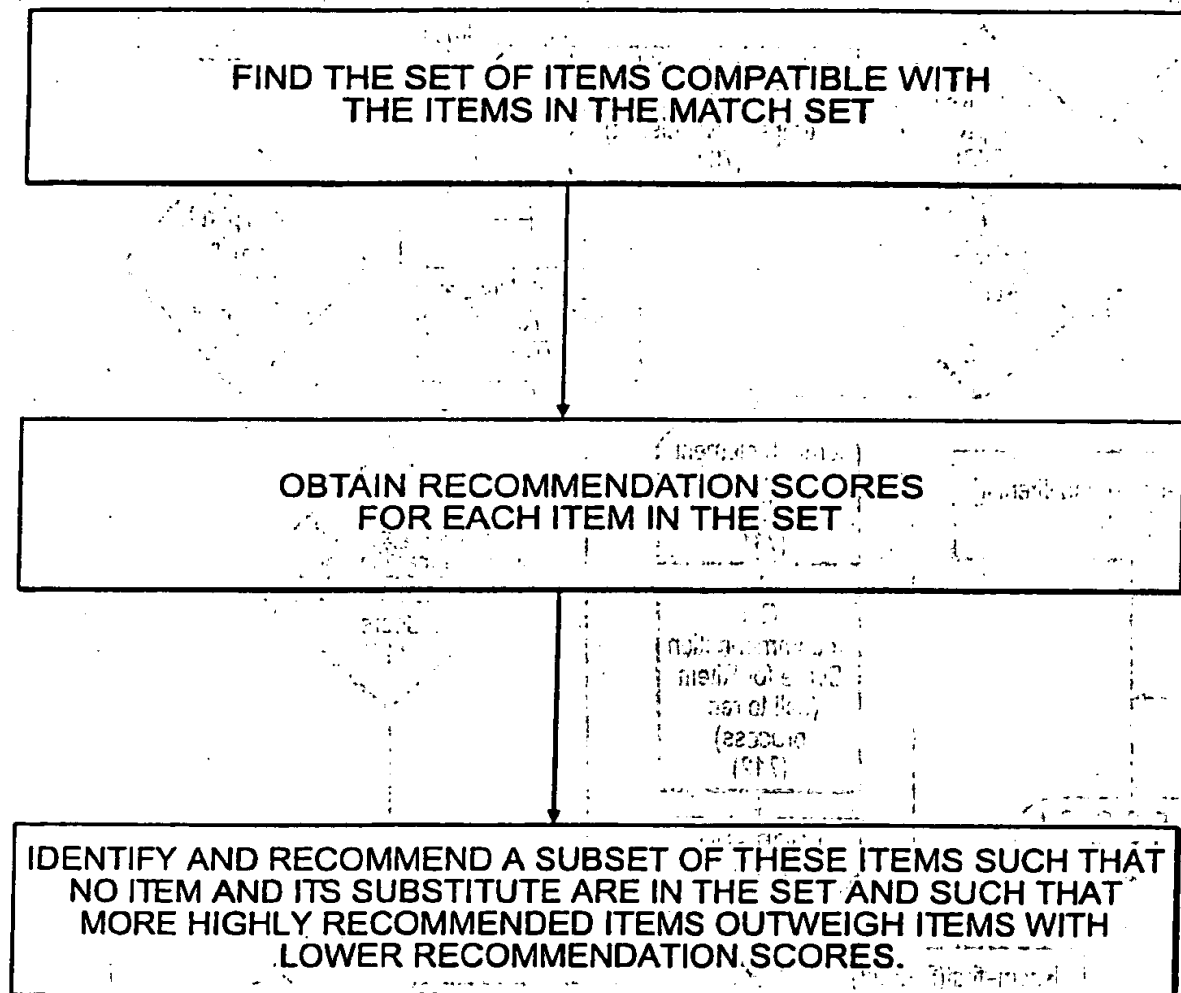 FIND THE SET OF ITEMS COMPATIBLE WITH
THE ITEMS IN THE MATCH SET
OBTAIN RECOMMENDATION SCORES
FOR EACH ITEM IN THE SET
IDENTIFY AND RECOMMEND A SUBSET OF THESE ITEMS SUCH THAT
NO ITEM AND ITS SUBSTITUTE ARE IN THE SET AND SUCH THAT
MORE HIGHLY RECOMMENDED ITEMS OUTWEIGH ITEMS WITH
LOWER RECOMMENDATION SCORES.